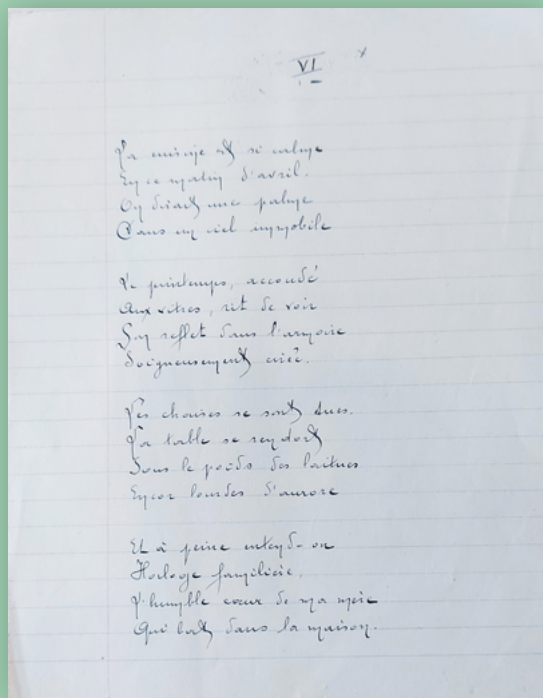 VI
La cuisine est si calme
En ce matin d'avril.
On dirait une palme
Dans un ciel immobile
Le printemps, accoudé
Aux vitres, rit de voir
Son reflet dans l'armoire
Soigneusement cirée.
Les chaises se sont tues.
La table se rendort
Sous le poids des laitues
Encor lourdes d'aurore
Et à peine entend-on
Horloge familière,
L'humble cœur de ma mère
Qui bat dans la maison.